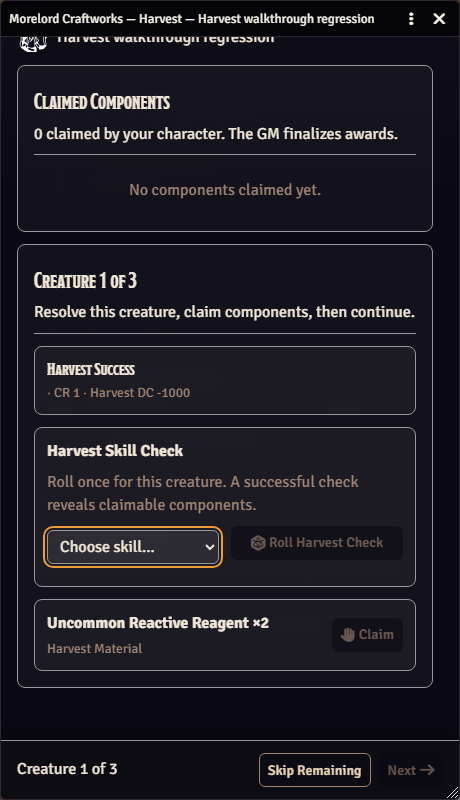 Morelord Craftworks — Harvest — Harvest walkthrough regression
Harvest walkthrough regression
Claimed Components
0 claimed by your character. The GM finalizes awards.
No components claimed yet.
Creature 1 of 3
Resolve this creature, claim components, then continue.
Harvest Success
· CR 1 · Harvest DC -1000
Harvest Skill Check
Roll once for this creature. A successful check
reveals claimable components.
Choose skill...
Roll Harvest Check
Uncommon Reactive Reagent ×2
Harvest Material
Claim
Creature 1 of 3
Skip Remaining
Next →